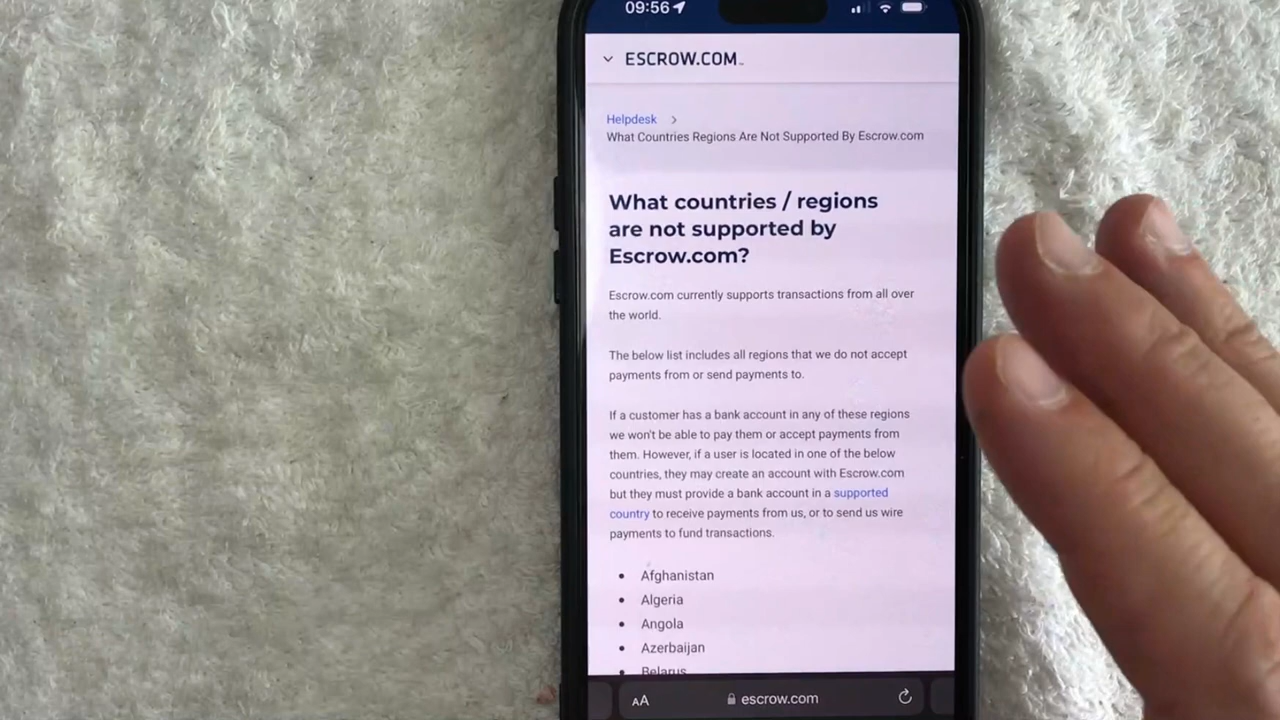 09:56
ESCROW.COM
Helpdesk >
What Countries Regions Are Not Supported By Escrow.com
What countries / regions
are not supported by
Escrow.com?
Escrow.com currently supports transactions from all over
the world.
The below list includes all regions that we do not accept
payments from or send payments to.
If a customer has a bank account in any of these regions
we won't be able to pay them or accept payments from
them. However, if a user is located in one of the below
countries, they may create an account with Escrow.com
but they must provide a bank account in a supported
country to receive payments from us, or to send us wire
payments to fund transactions.
• Afghanistan
• Algeria
• Angola
• Azerbaijan
• Belarus
AA escrow.com